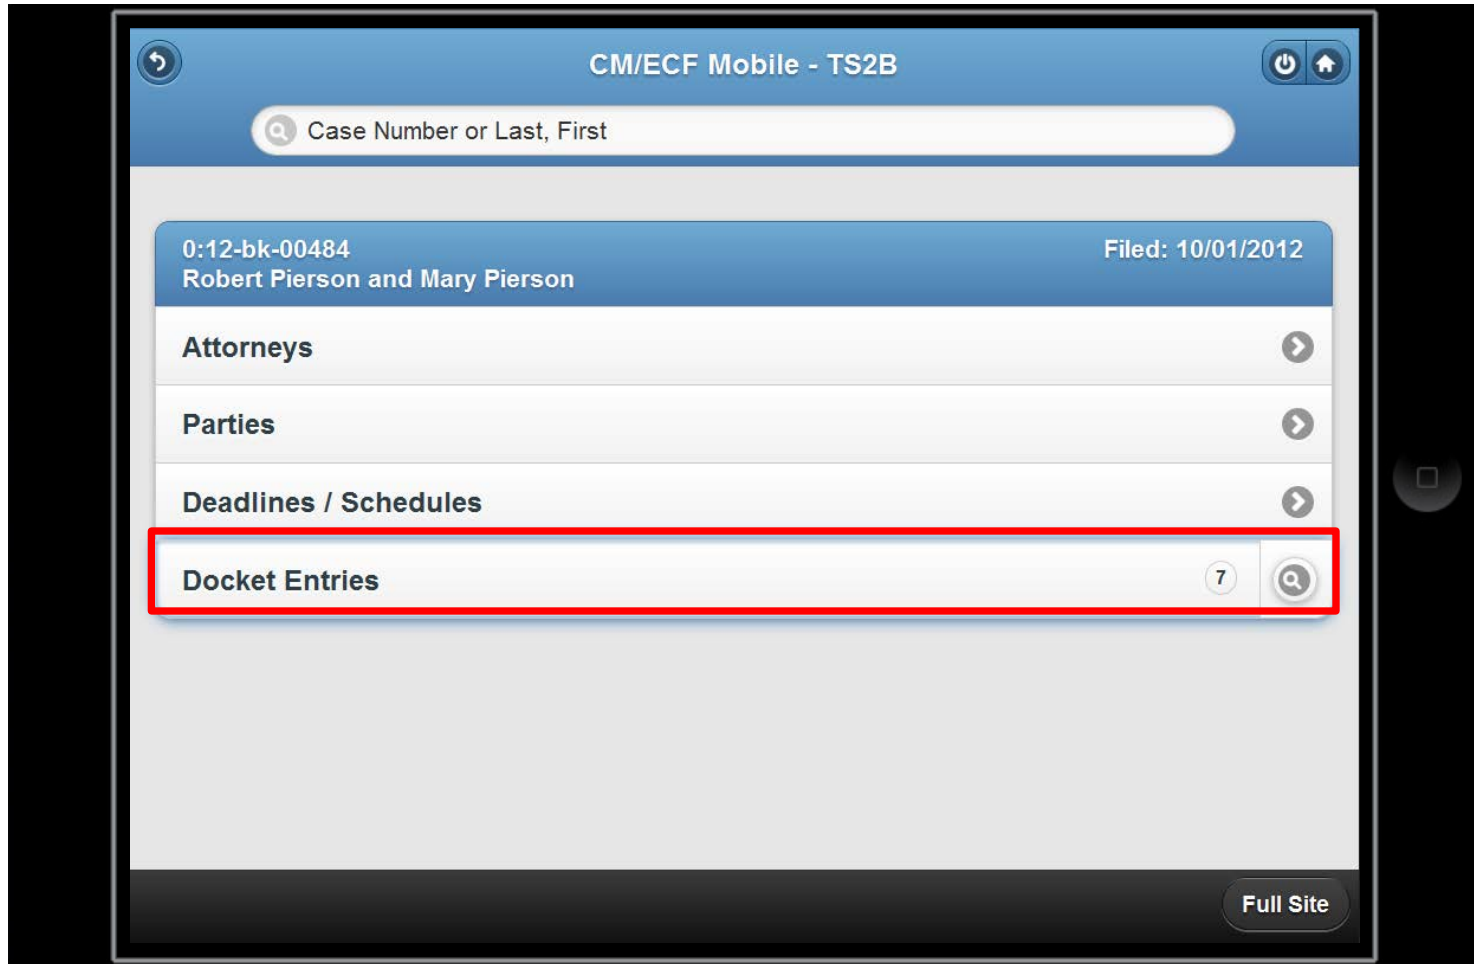 CM/ECF Mobile - TS2B
Case Number or Last, First
0:12-bk-00484 Filed: 10/01/2012
Robert Pierson and Mary Pierson
Attorneys
Parties
Deadlines / Schedules
Docket Entries 7
Full Site